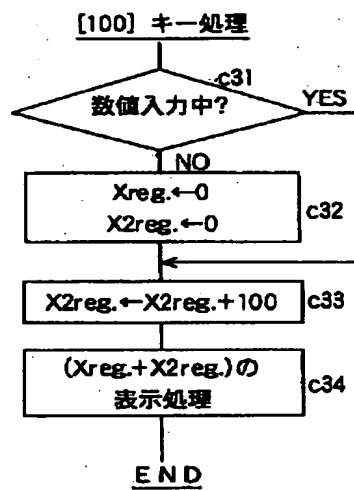 [100] キー処理
c31
数値入力中?
YES
NO
Xreg.←0
X2reg.←0
c32
X2reg.←X2reg.+100
c33
(Xreg.+X2reg.)の
表示処理
c34
END